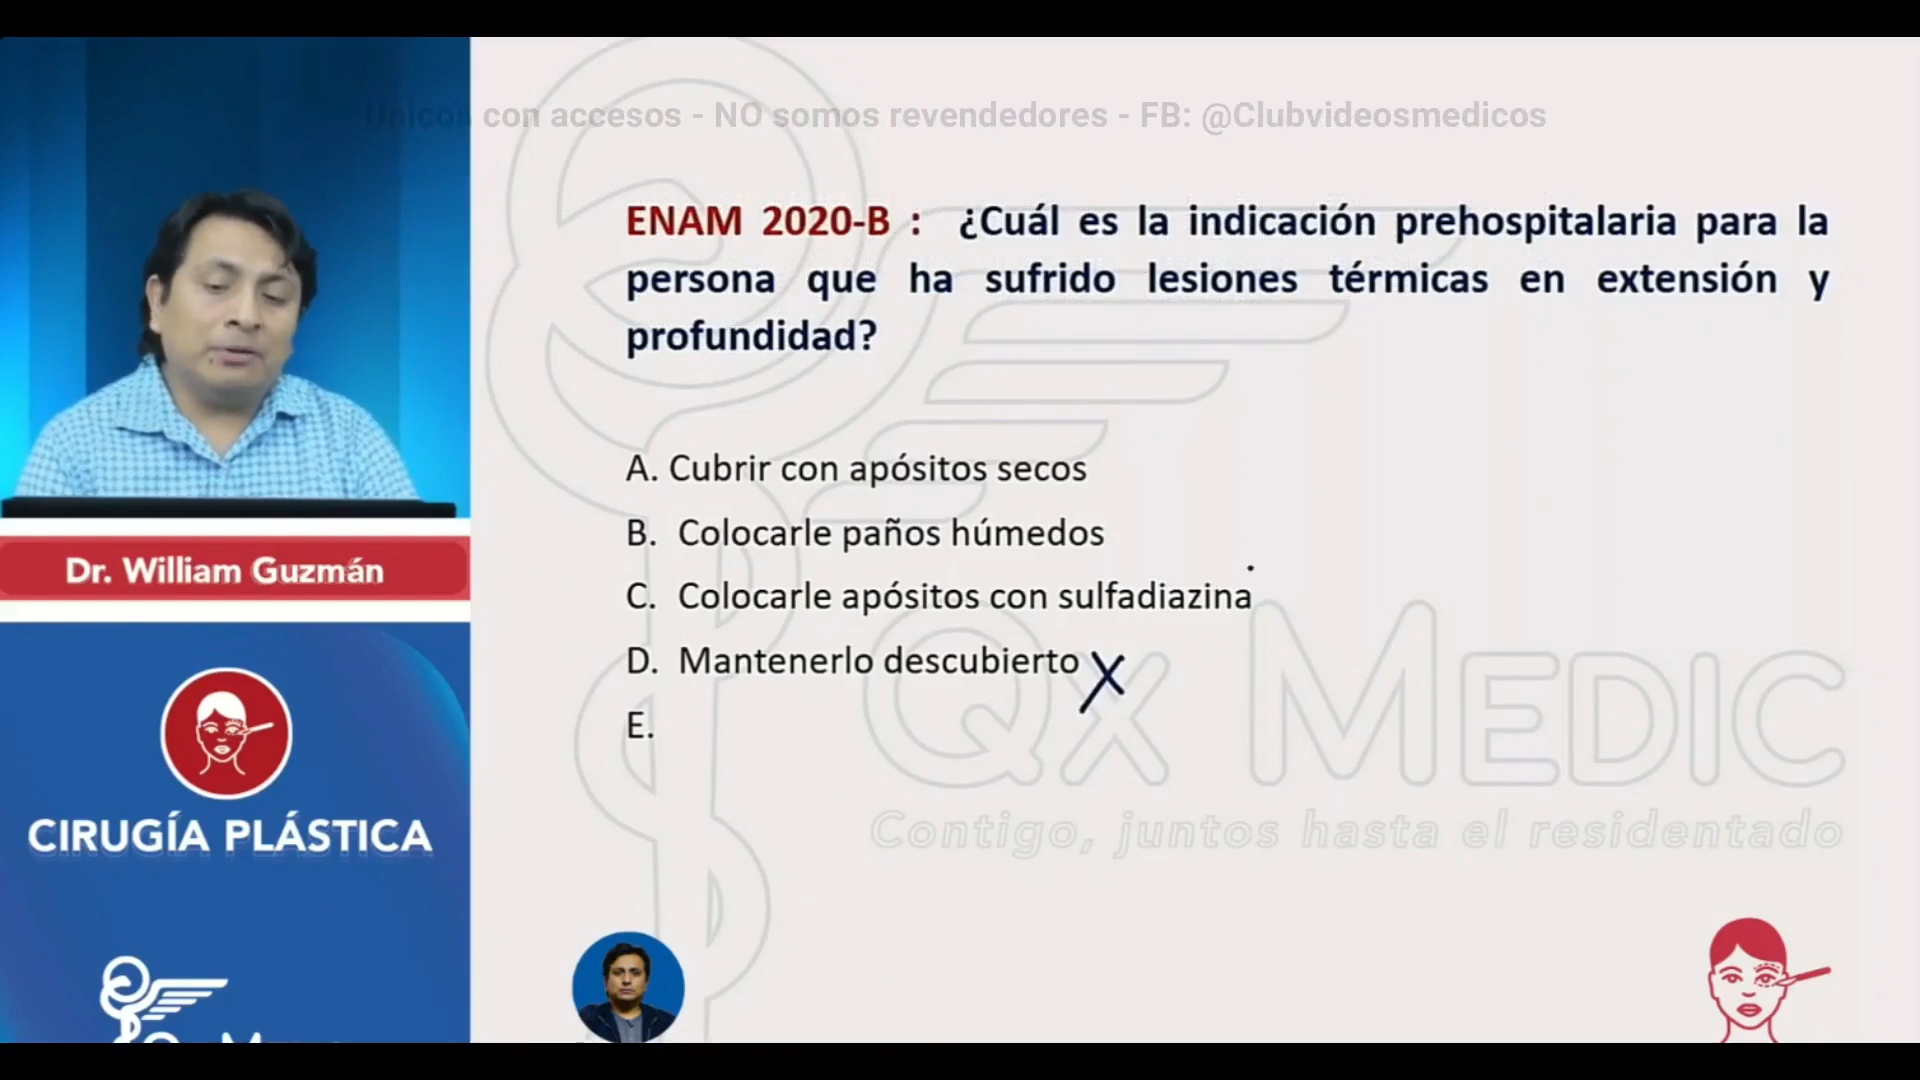 Unicos con accesos - NO somos revendedores - FB: @Clubvideosmedicos
ENAM 2020-B : ¿Cuál es la indicación prehospitalaria para la
persona que ha sufrido lesiones térmicas en extensión y
profundidad?
A. Cubrir con apósitos secos
B. Colocarle paños húmedos
C. Colocarle apósitos con sulfadiazina
D. Mantenerlo descubierto X
E.
Dr. William Guzmán
CIRUGÍA PLÁSTICA
Qx MEDIC
Contigo, juntos hasta el residentado